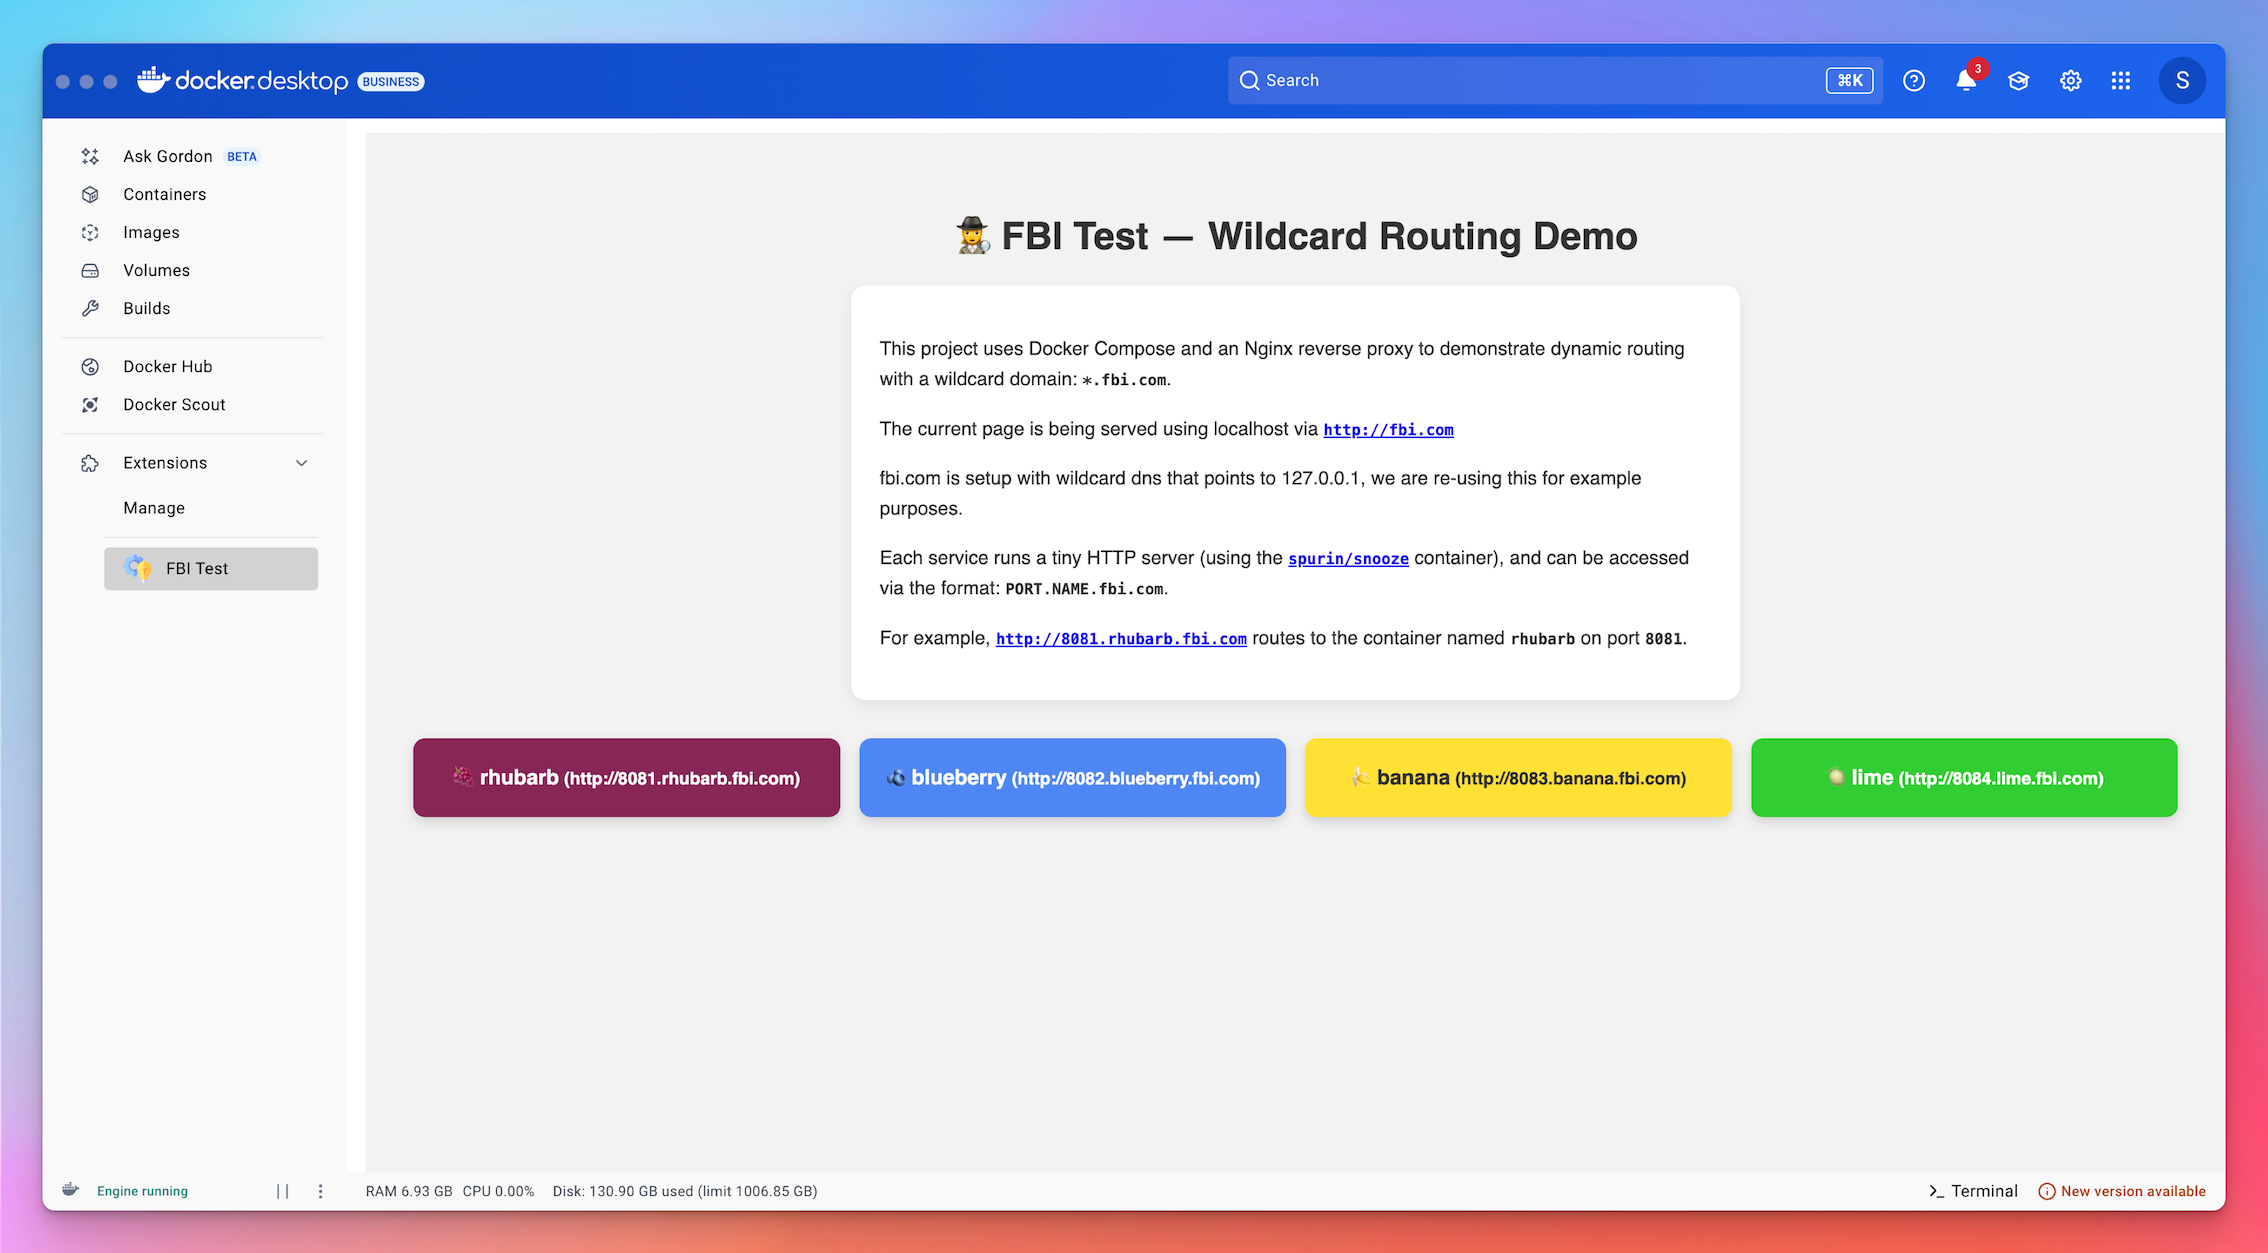 docker.desktop BUSINESS
Search
⌘K
3
S
Ask Gordon BETA
Containers
Images
Volumes
Builds
Docker Hub
Docker Scout
Extensions
Manage
FBI Test
FBI Test — Wildcard Routing Demo
This project uses Docker Compose and an Nginx reverse proxy to demonstrate dynamic routing
with a wildcard domain: *.fbi.com.
The current page is being served using localhost via http://fbi.com
fbi.com is setup with wildcard dns that points to 127.0.0.1, we are re-using this for example
purposes.
Each service runs a tiny HTTP server (using the spurin/snooze container), and can be accessed
via the format: PORT.NAME.fbi.com.
For example, http://8081.rhubarb.fbi.com routes to the container named rhubarb on port 8081.
rhubarb (http://8081.rhubarb.fbi.com)
blueberry (http://8082.blueberry.fbi.com)
banana (http://8083.banana.fbi.com)
lime (http://8084.lime.fbi.com)
Engine running
RAM 6.93 GB CPU 0.00% Disk: 130.90 GB used (limit 1006.85 GB)
>_ Terminal
New version available